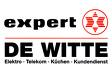 expert
DE WITTE
Elektro - Telekom - Küchen - Kundendienst